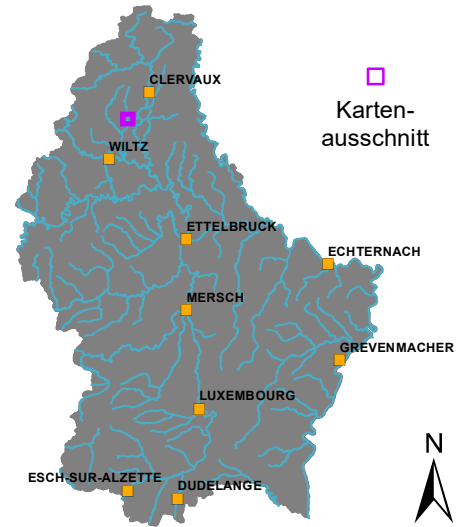 CLERVAUX
Karten-
ausschnitt
WILTZ
ETTELBRUCK
ECHTERNACH
MERSCH
GREVENMACHER
LUXEMBOURG
N
ESCH-SUR-ALZETTE
DUDELANGE